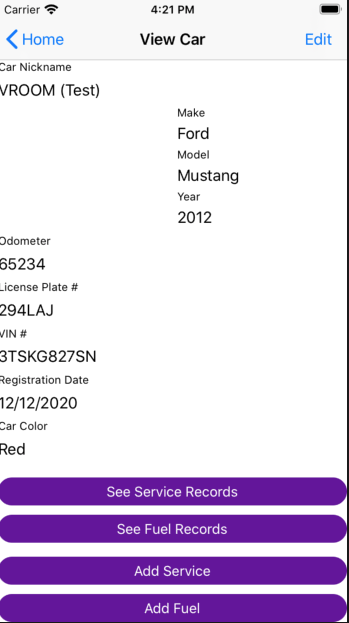 Carrier 4:21 PM
Home View Car Edit
Car Nickname
VROOM (Test)
Make
Ford
Model
Mustang
Year
2012
Odometer
65234
License Plate #
294LAJ
VIN #
3TSKG827SN
Registration Date
12/12/2020
Car Color
Red
See Service Records
See Fuel Records
Add Service
Add Fuel